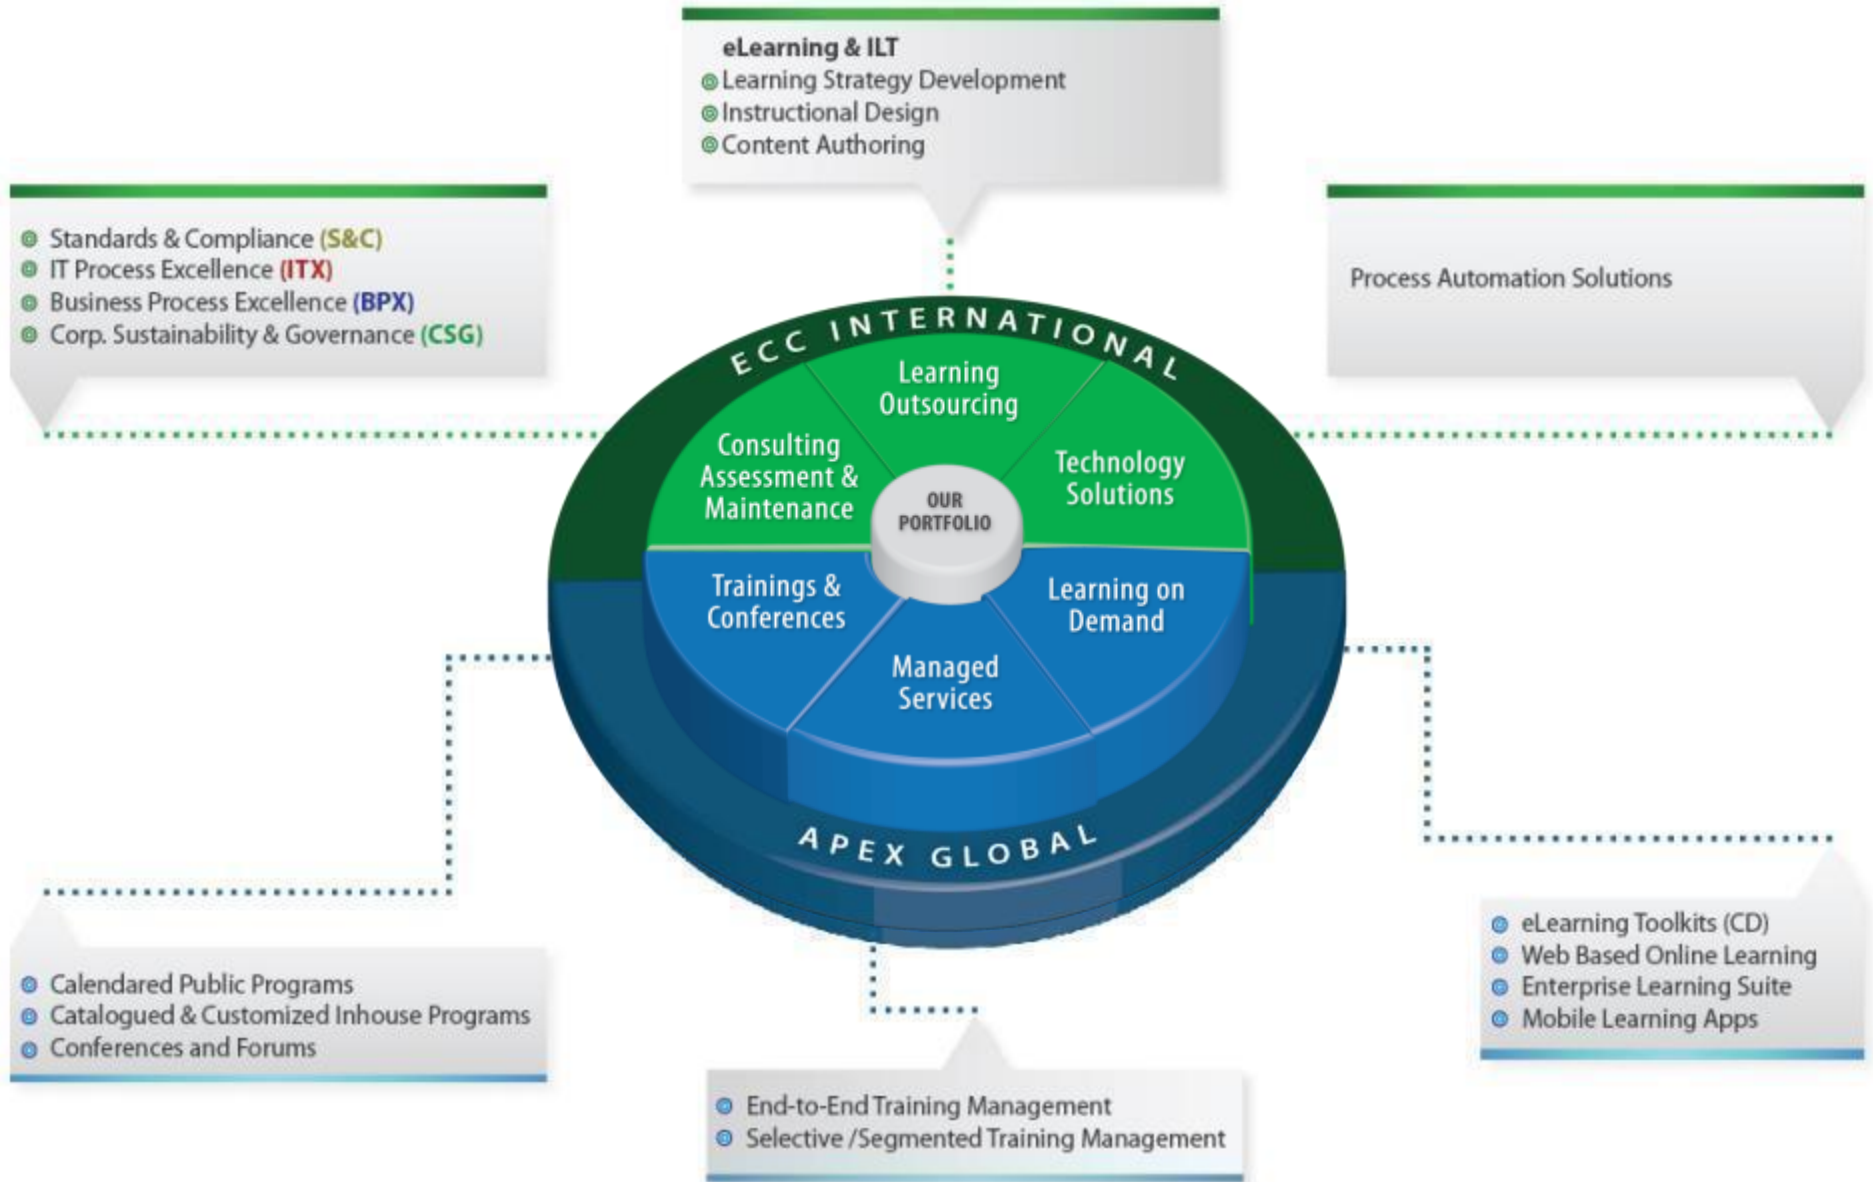 eLearning & ILT
Learning Strategy Development
Instructional Design
Content Authoring
Standards & Compliance (S&C)
IT Process Excellence (ITX)
Business Process Excellence (BPX)
Corp. Sustainability & Governance (CSG)
Process Automation Solutions
ECC INTERNATIONAL
Learning
Outsourcing
Consulting
Assessment &
Maintenance
Technology
Solutions
OUR
PORTFOLIO
Trainings &
Conferences
Learning on
Demand
Managed
Services
APEX GLOBAL
Calendared Public Programs
Catalogued & Customized Inhouse Programs
Conferences and Forums
eLearning Toolkits (CD)
Web Based Online Learning
Enterprise Learning Suite
Mobile Learning Apps
End-to-End Training Management
Selective /Segmented Training Management